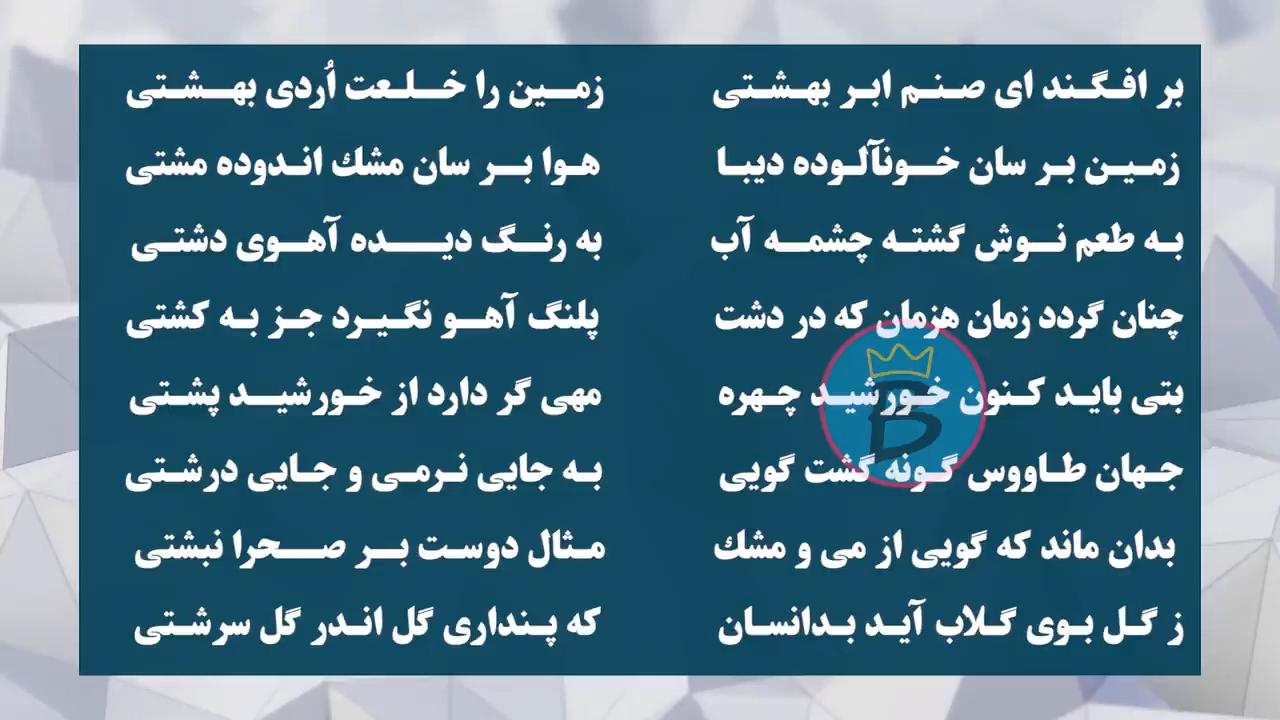 بر افگند ای صنم ابر بهشتی زمین را خلعت اُردی بهشتی
زمین بر سان خونآلوده دیبا هوا بر سان مشك اندوده مشتی
به طعم نوش گشته چشمه آب به رنگ دیده آهوی دشتی
چنان گردد زمان هزمان که در دشت پلنگ آهو نگیرد جز به کشتی
بتی باید کنون خورشید چهره مهی گر دارد از خورشید پشتی
جهان طاووس گونه گشت گویی به جایی نرمی و جایی درشتی
بدان ماند که گویی از می و مشك مثال دوست بر صحرا نبشتی
ز گل بوی گلاب آید بدانسان که پنداری گل اندر گل سرشتی
B